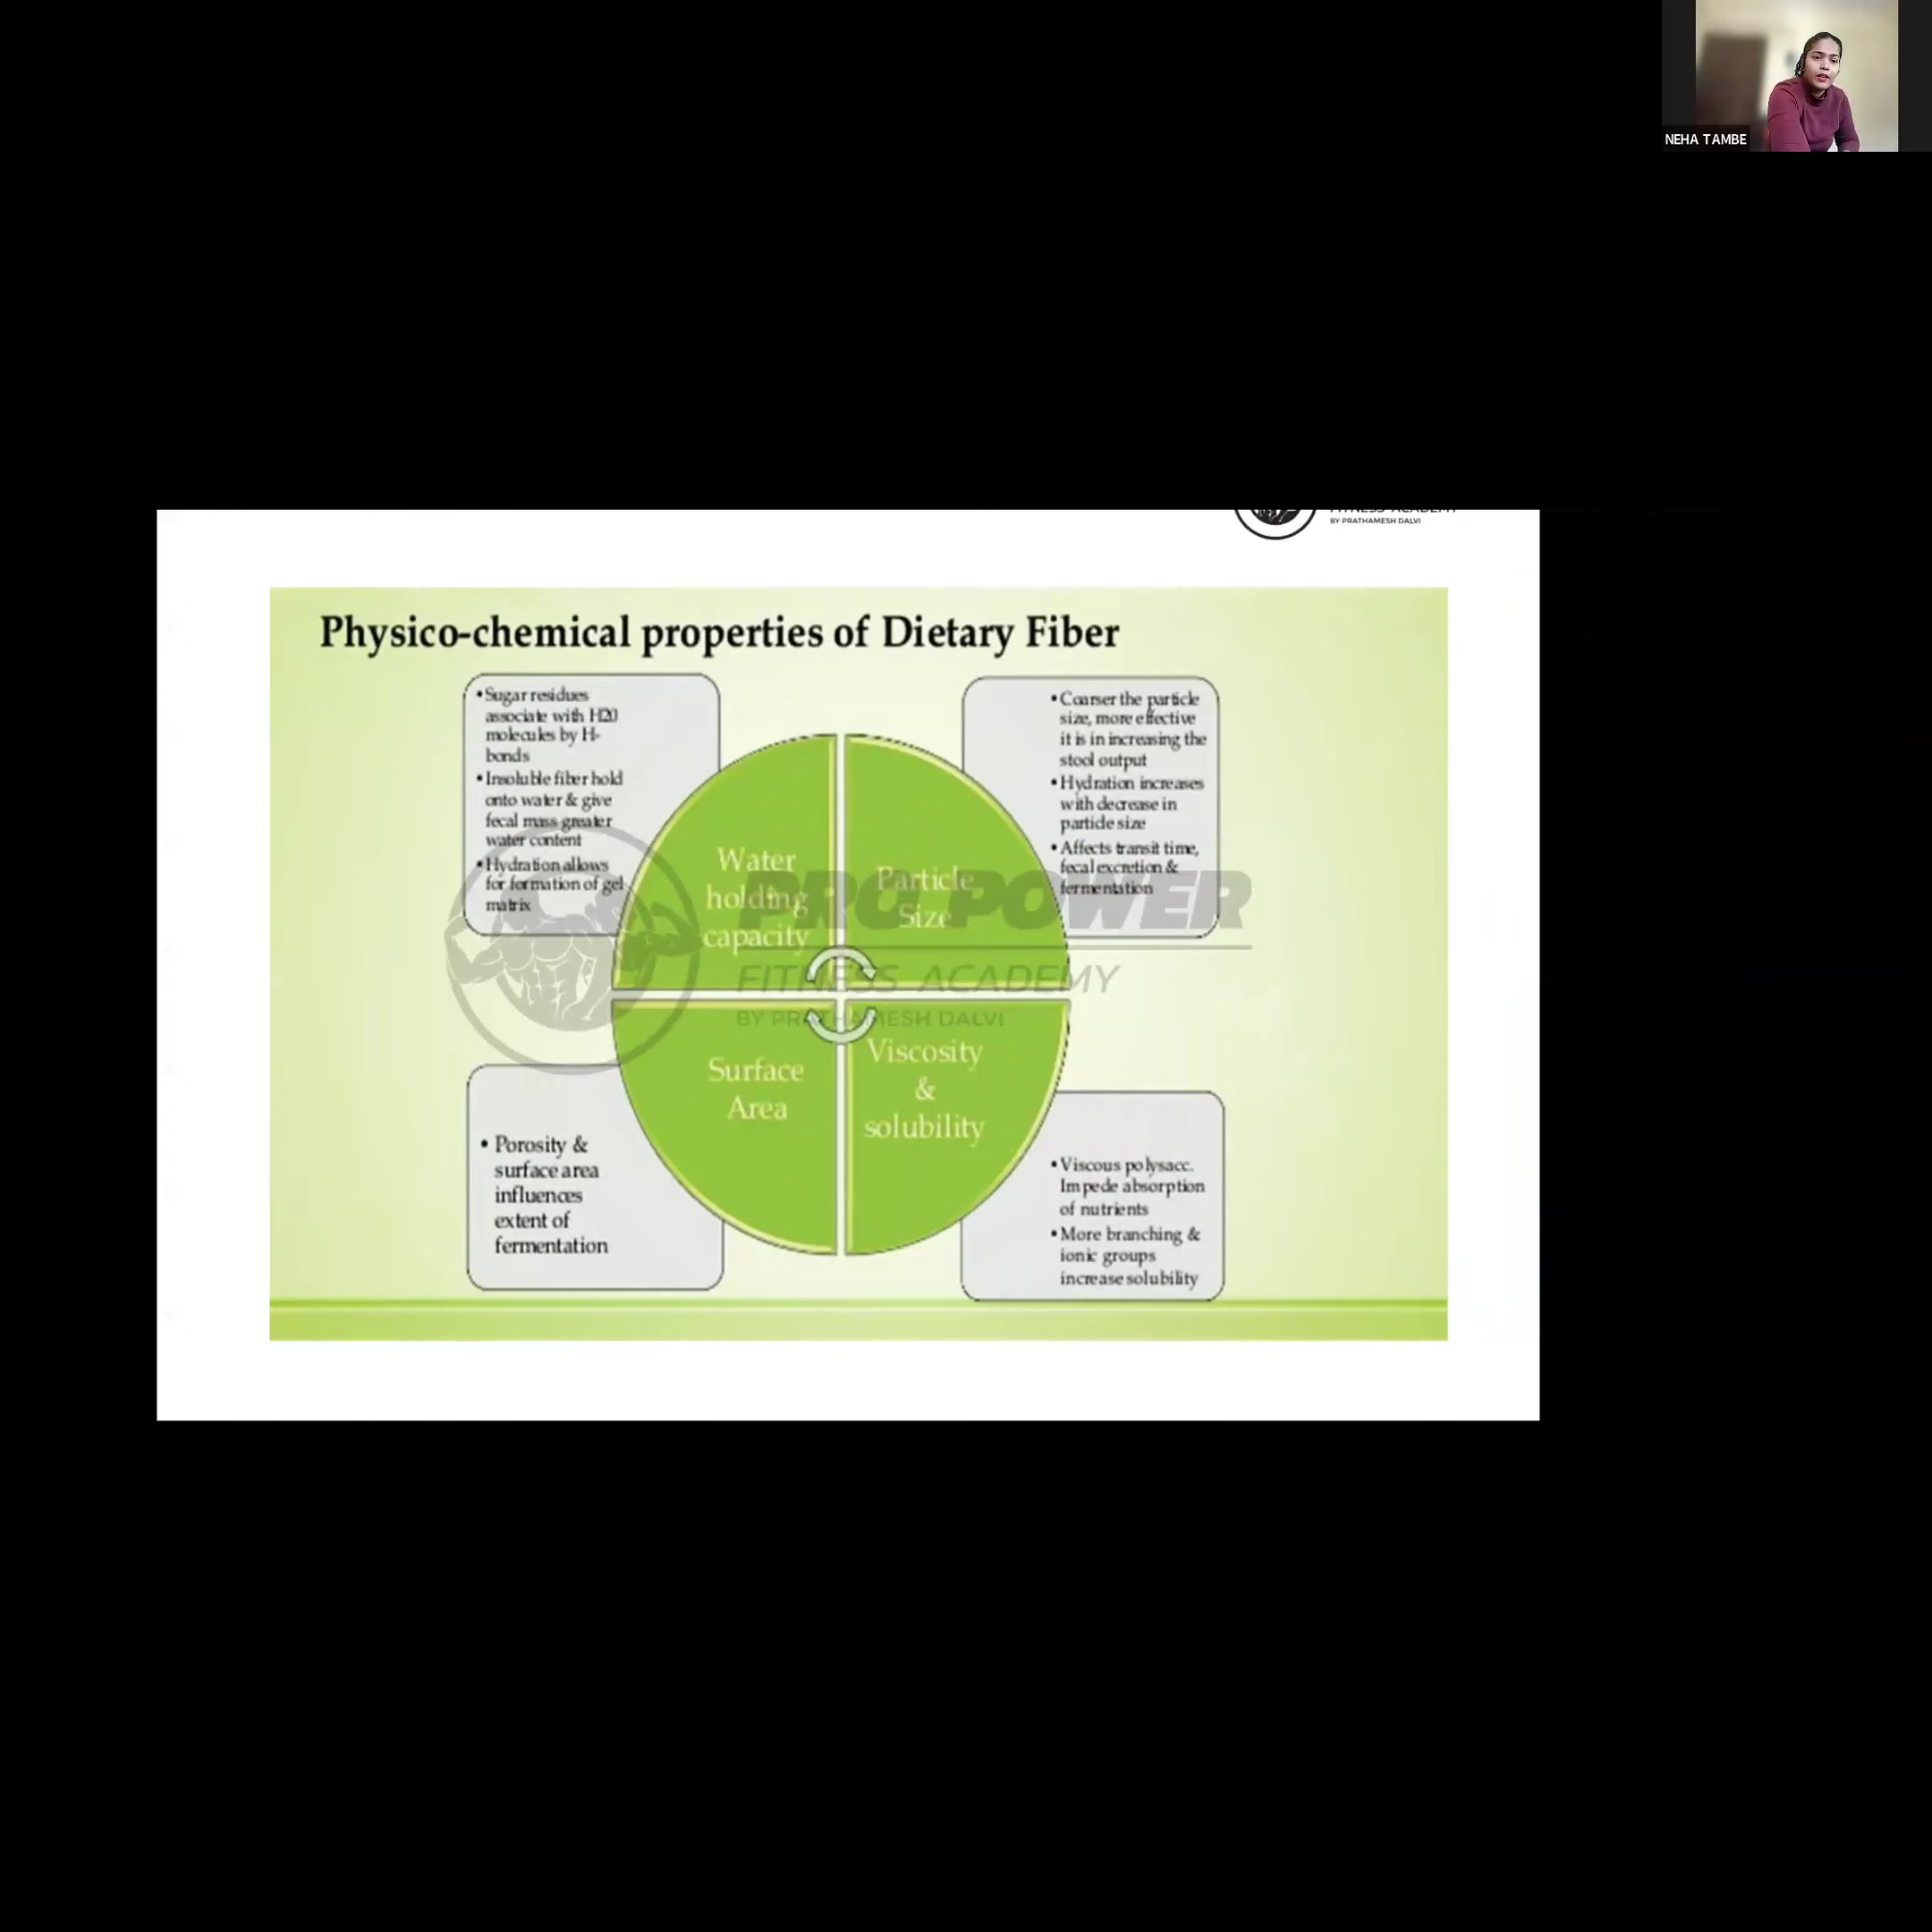 NEHA TAMBE
FITNESS ACADEMY
BY PRATHAMESH DALVI
Physico-chemical properties of Dietary Fiber
•Sugar residues
associate with H20
molecules by H-
bonds
•Insoluble fiber hold
onto water & give
fecal mass greater
water content
•Hydration allows
for formation of gel
matrix
•Coarser the particle
size, more effective
it is in increasing the
stool output
•Hydration increases
with decrease in
particle size
•Affects transit time,
fecal excretion &
fermentation
Water
holding
capacity
Particle
Size
PRO POWER
FITNESS ACADEMY
BY PRATHAMESH DALVI
Surface
Area
Viscosity
&
solubility
• Porosity &
surface area
influences
extent of
fermentation
•Viscous polysacc.
Impede absorption
of nutrients
•More branching &
ionic groups
increase solubility